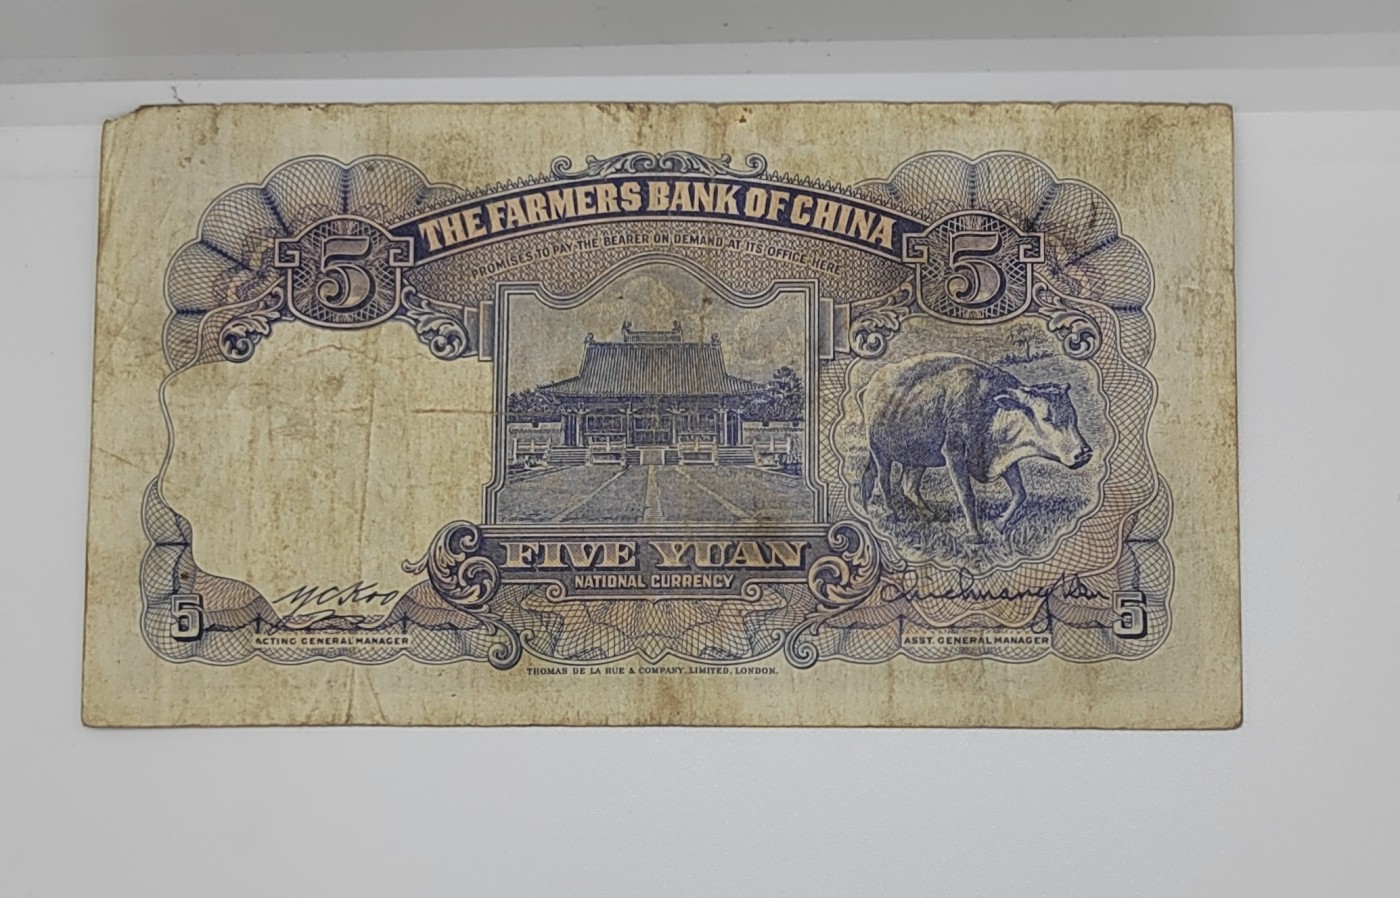 THE FARMERS BANK OF CHINA
PROMISES TO PAY THE BEARER ON DEMAND AT ITS OFFICE HERE
5
5
FIVE YUAN
NATIONAL CURRENCY
Y C Koo
5
5
ACTING GENERAL MANAGER
ASST. GENERAL MANAGER
THOMAS DE LA RUE & COMPANY, LIMITED, LONDON.